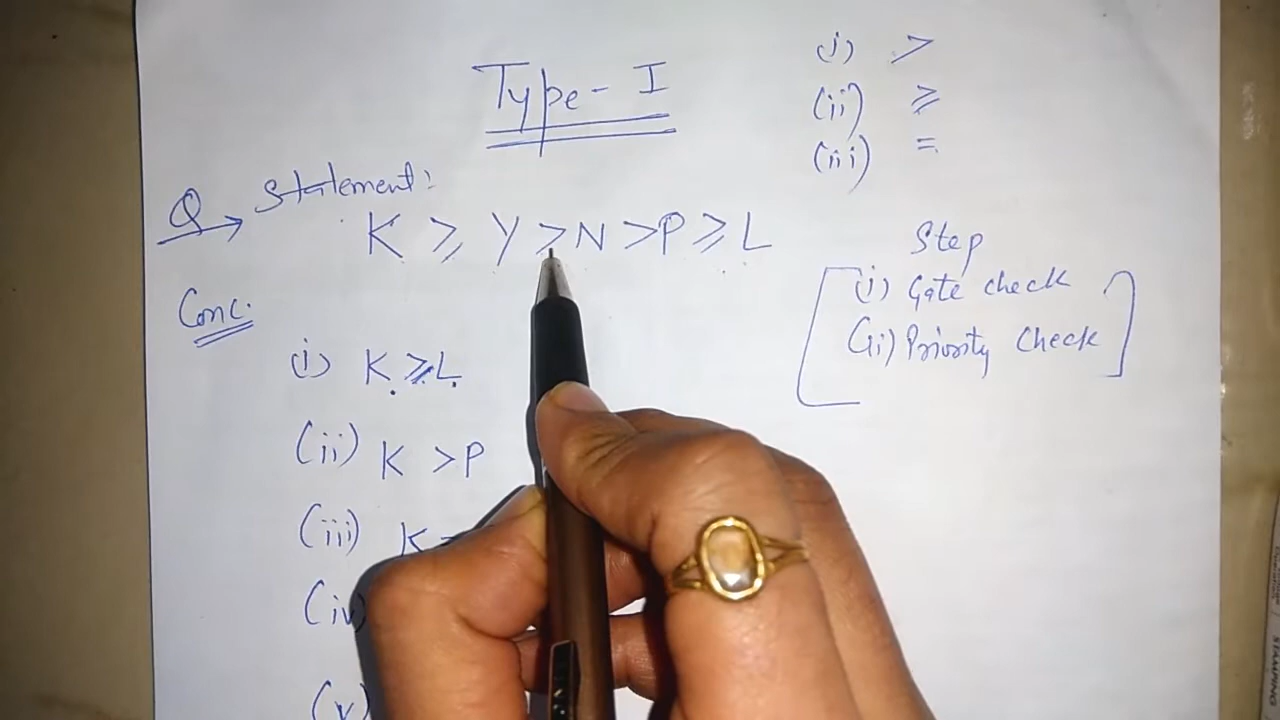 Type - I
(i) >
(ii) ≥
(iii) =
Q → Statement:
K ≥ Y > N > P ≥ L
Step
(i) Gate check
(ii) Priority Check
Conc.
(i) K ≥ L
(ii) K > P
(iii) K
(iv)
(v)